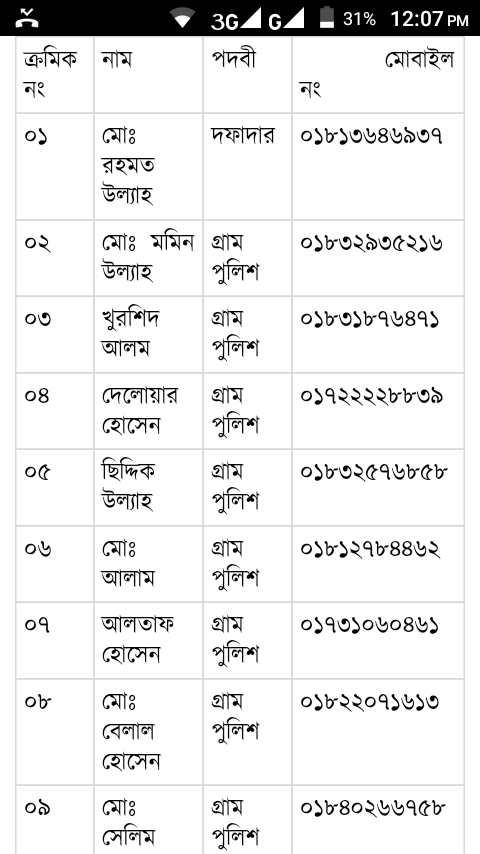 3G G 31% 12:07 PM
ক্রমিক নাম পদবী মোবাইল
নং নং
০১ মোঃ দফাদার ০১৮১৩৬৪৬৯৩৭
রহমত
উল্যাহ
০২ মোঃ মমিন গ্রাম ০১৮৩২৯৩৫২১৬
উল্যাহ পুলিশ
০৩ খুরশিদ গ্রাম ০১৮৩১৮৭৬৪৭১
আলম পুলিশ
০৪ দেলোয়ার গ্রাম ০১৭২২২২৮৮৩৯
হোসেন পুলিশ
০৫ ছিদ্দিক গ্রাম ০১৮৩২৫৭৬৮৫৮
উল্যাহ পুলিশ
০৬ মোঃ গ্রাম ০১৮১২৭৮৪৪৬২
আলাম পুলিশ
০৭ আলতাফ গ্রাম ০১৭৩১০৬০৪৬১
হোসেন পুলিশ
০৮ মোঃ গ্রাম ০১৮২২০৭১৬১৩
বেলাল পুলিশ
হোসেন
০৯ মোঃ গ্রাম ০১৮৪০২৬৬৭৫৮
সেলিম পুলিশ